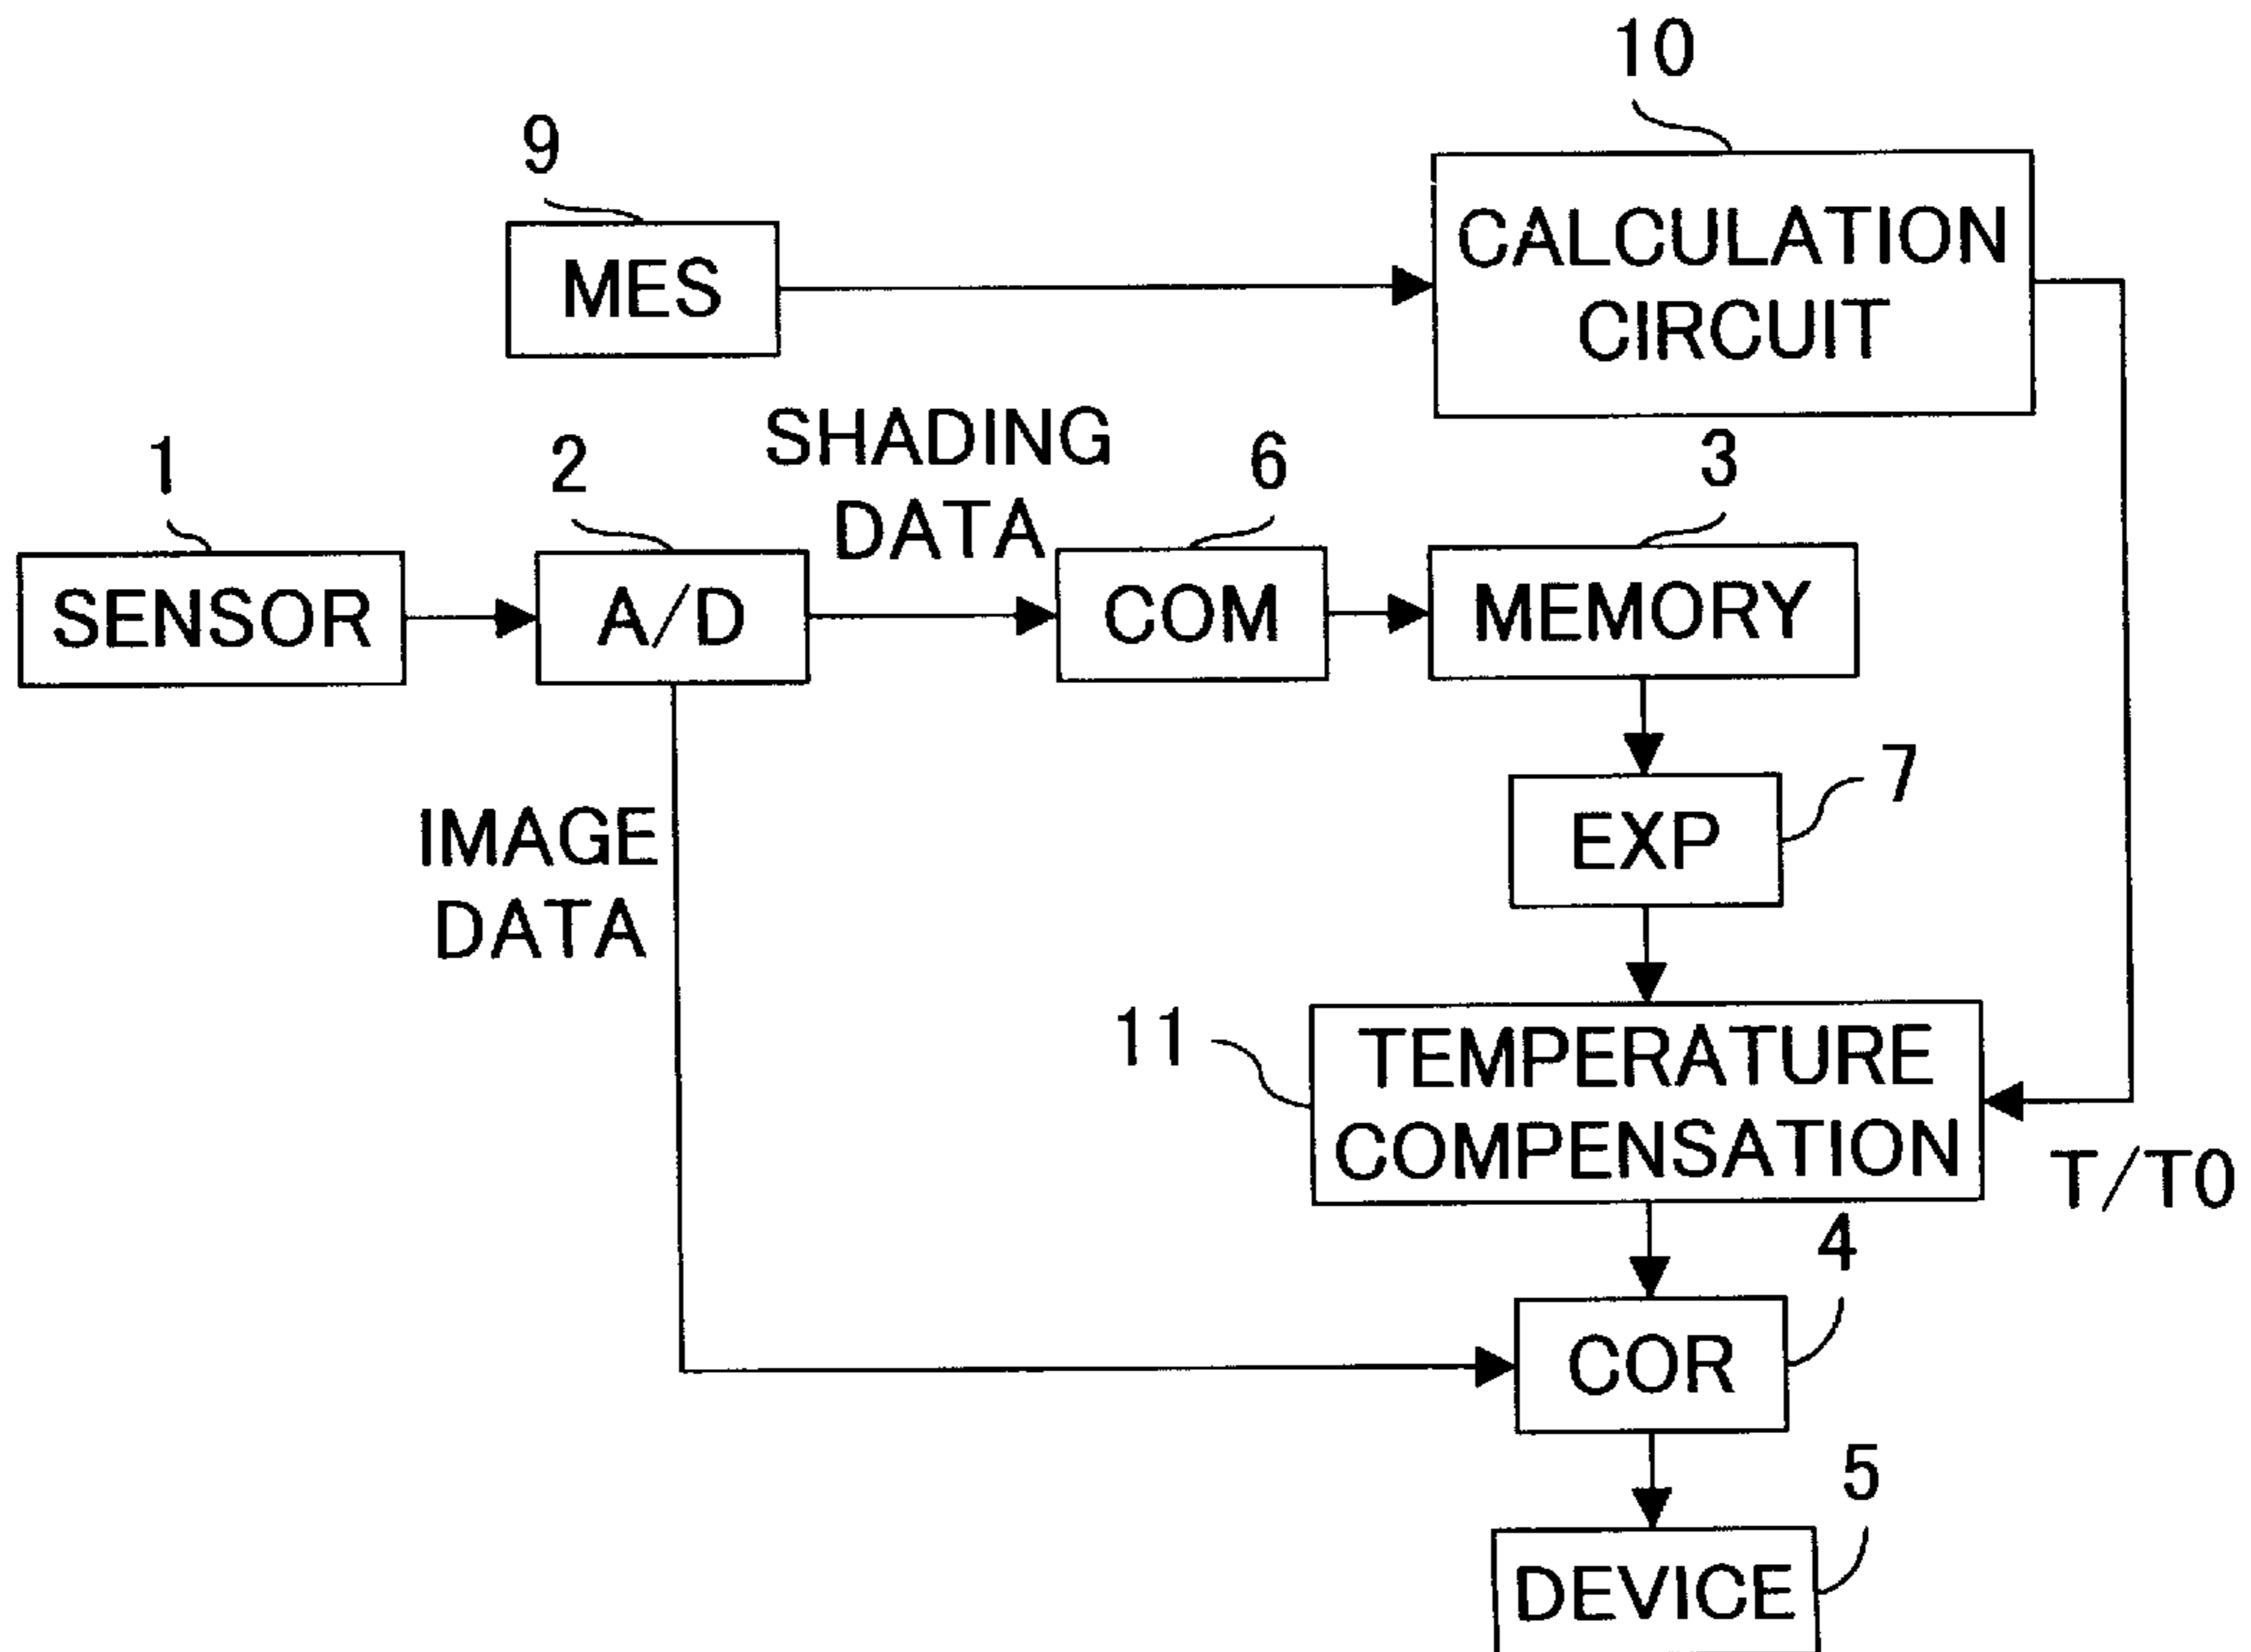 10
9
CALCULATION
CIRCUIT
MES
SHADING
DATA
1
2
6
3
SENSOR
A/D
COM
MEMORY
IMAGE
DATA
7
EXP
11
TEMPERATURE
COMPENSATION
T/T0
4
COR
5
DEVICE